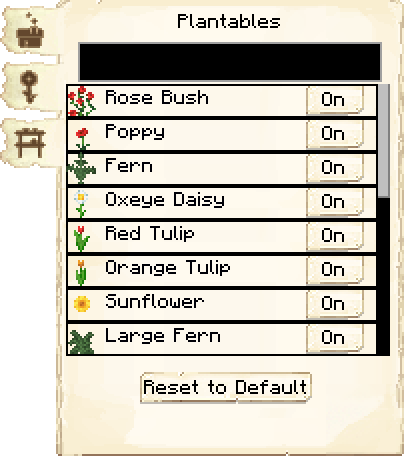 Plantables
Rose Bush On
Poppy On
Fern On
Oxeye Daisy On
Red Tulip On
Orange Tulip On
Sunflower On
Large Fern On
Reset to Default